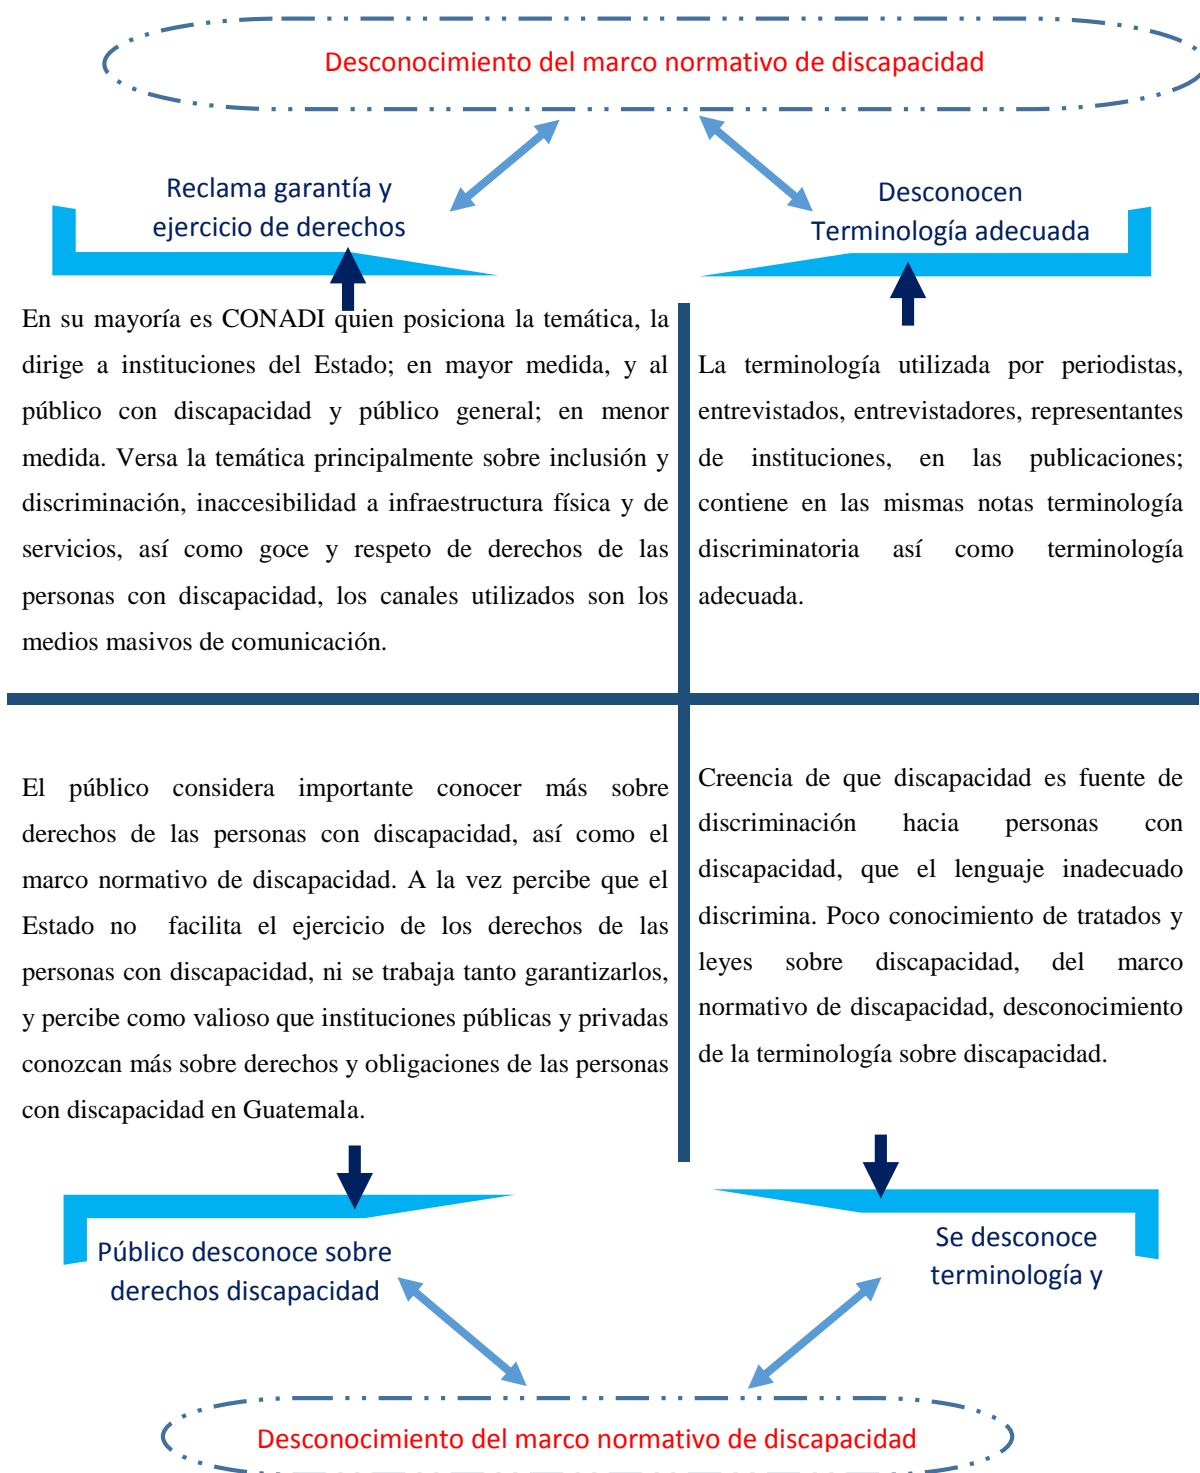 Desconocimiento del marco normativo de discapacidad
Reclama garantía y
ejercicio de derechos
Desconocen
Terminología adecuada
En su mayoría es CONADI quien posiciona la temática, la
dirige a instituciones del Estado; en mayor medida, y al
público con discapacidad y público general; en menor
medida. Versa la temática principalmente sobre inclusión y
discriminación, inaccesibilidad a infraestructura física y de
servicios, así como goce y respeto de derechos de las
personas con discapacidad, los canales utilizados son los
medios masivos de comunicación.
La terminología utilizada por periodistas,
entrevistados, entrevistadores, representantes
de instituciones, en las publicaciones;
contiene en las mismas notas terminología
discriminatoria así como terminología
adecuada.
El público considera importante conocer más sobre
derechos de las personas con discapacidad, así como el
marco normativo de discapacidad. A la vez percibe que el
Estado no facilita el ejercicio de los derechos de las
personas con discapacidad, ni se trabaja tanto garantizarlos,
y percibe como valioso que instituciones públicas y privadas
conozcan más sobre derechos y obligaciones de las personas
con discapacidad en Guatemala.
Creencia de que discapacidad es fuente de
discriminación hacia personas con
discapacidad, que el lenguaje inadecuado
discrimina. Poco conocimiento de tratados y
leyes sobre discapacidad, del marco
normativo de discapacidad, desconocimiento
de la terminología sobre discapacidad.
Público desconoce sobre
derechos discapacidad
Se desconoce
terminología y
Desconocimiento del marco normativo de discapacidad